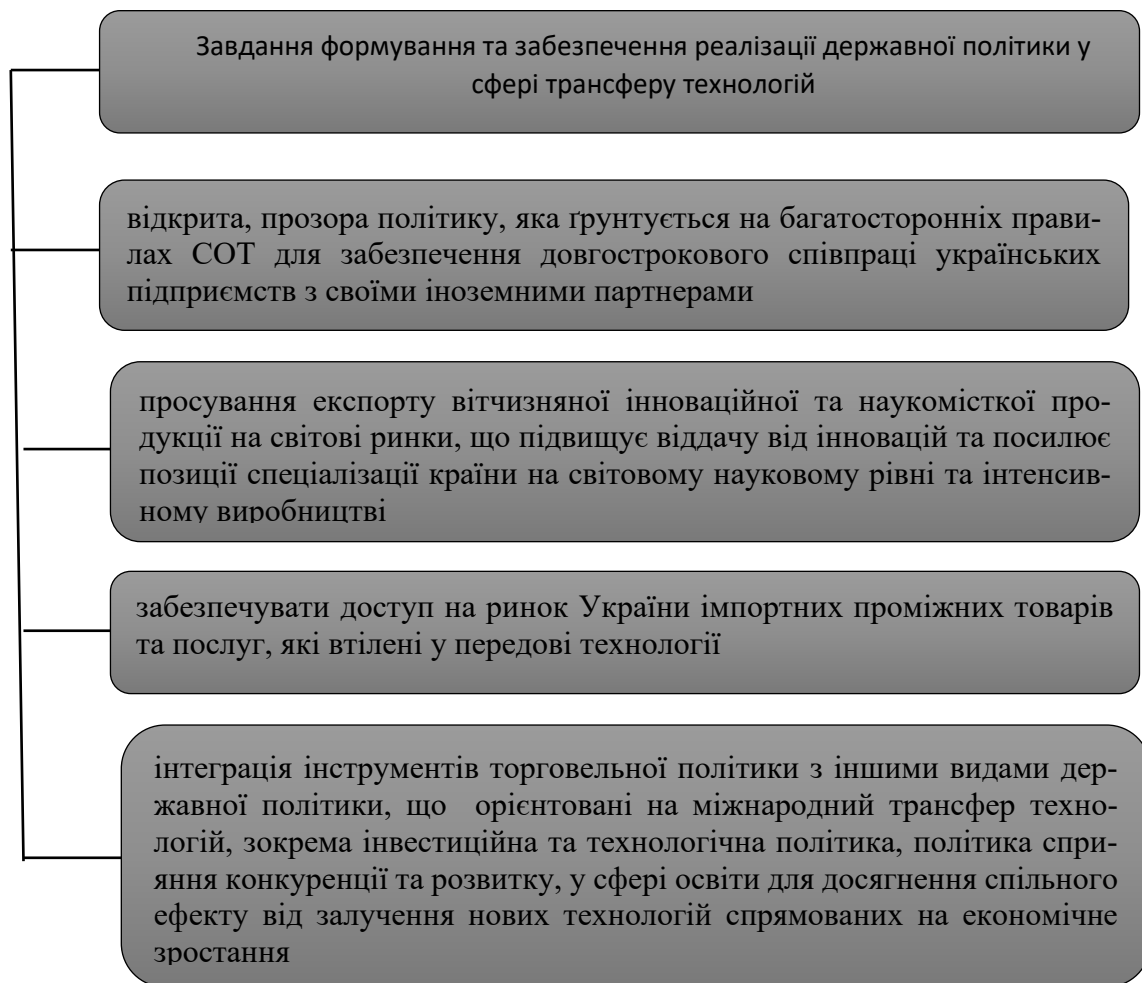 Завдання формування та забезпечення реалізації державної політики у
сфері трансферу технологій
відкрита, прозора політику, яка ґрунтується на багатосторонніх прави-
лах СОТ для забезпечення довгострокового співпраці українських
підприємств з своїми іноземними партнерами
просування експорту вітчизняної інноваційної та наукомісткої про-
дукції на світові ринки, що підвищує віддачу від інновацій та посилює
позиції спеціалізації країни на світовому науковому рівні та інтенсив-
ному виробництві
забезпечувати доступ на ринок України імпортних проміжних товарів
та послуг, які втілені у передові технології
інтеграція інструментів торговельної політики з іншими видами дер-
жавної політики, що орієнтовані на міжнародний трансфер техно-
логій, зокрема інвестиційна та технологічна політика, політика спри-
яння конкуренції та розвитку, у сфері освіти для досягнення спільного
ефекту від залучення нових технологій спрямованих на економічне
зростання